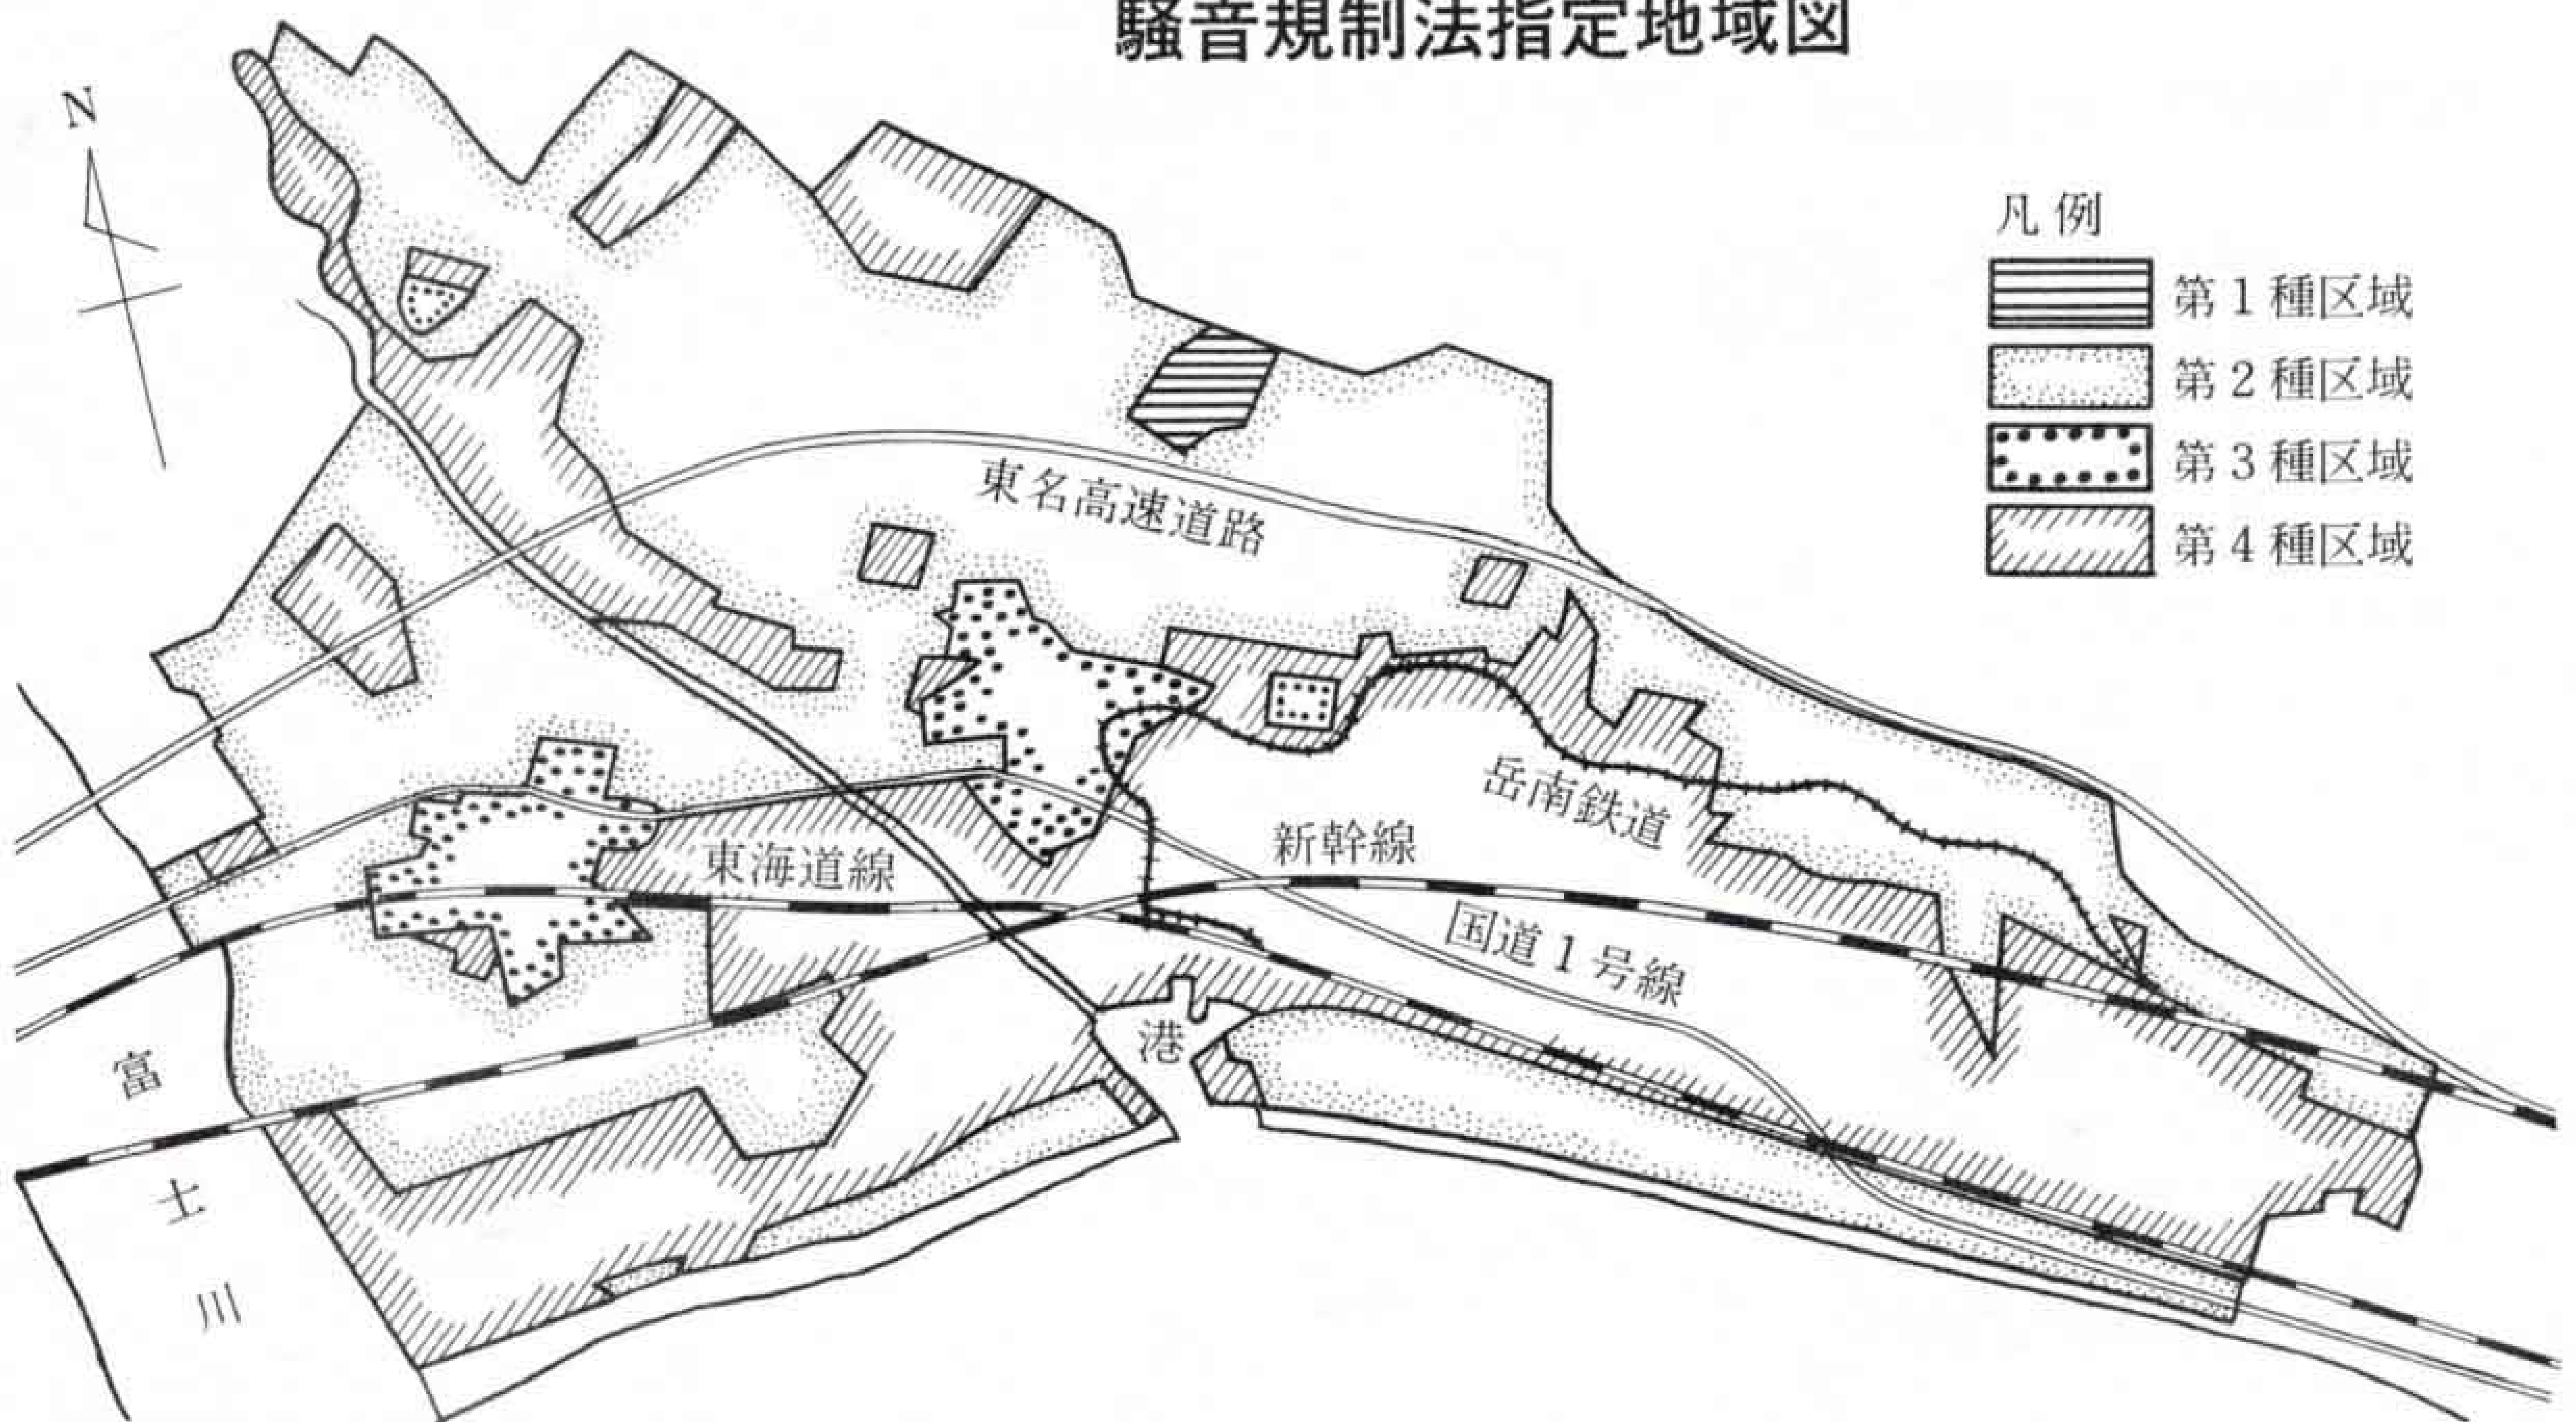 騒音規制法指定地域図
N
凡例
第1種区域
第2種区域
第3種区域
第4種区域
東名高速道路
岳南鉄道
新幹線
東海道線
国道1号線
港
富士川